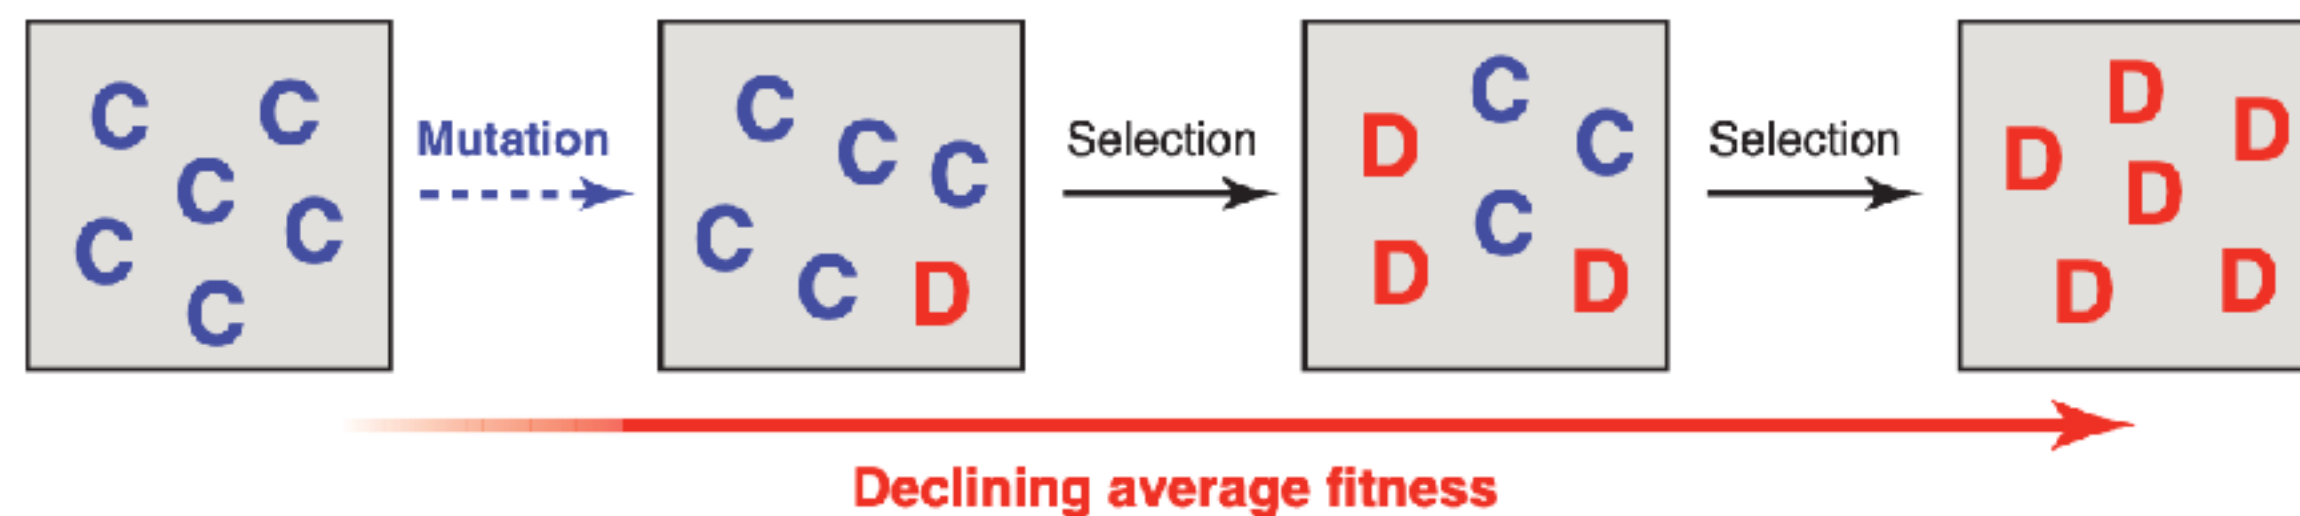 C C C C C C
Mutation
C C C C C D
Selection
D C C C D D
Selection
D D D D D D
Declining average fitness